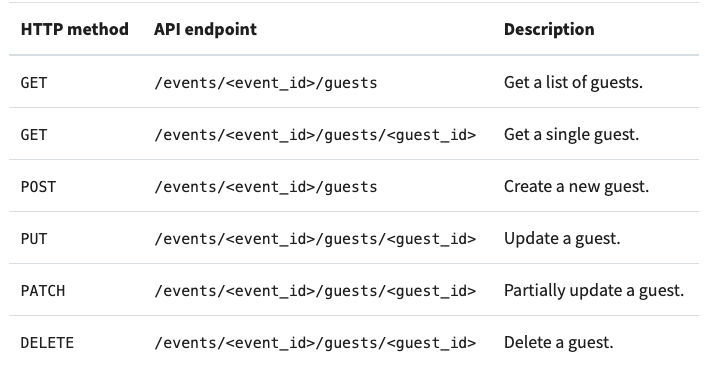 HTTP method API endpoint Description
GET /events/<event_id>/guests Get a list of guests.
GET /events/<event_id>/guests/<guest_id> Get a single guest.
POST /events/<event_id>/guests Create a new guest.
PUT /events/<event_id>/guests/<guest_id> Update a guest.
PATCH /events/<event_id>/guests/<guest_id> Partially update a guest.
DELETE /events/<event_id>/guests/<guest_id> Delete a guest.